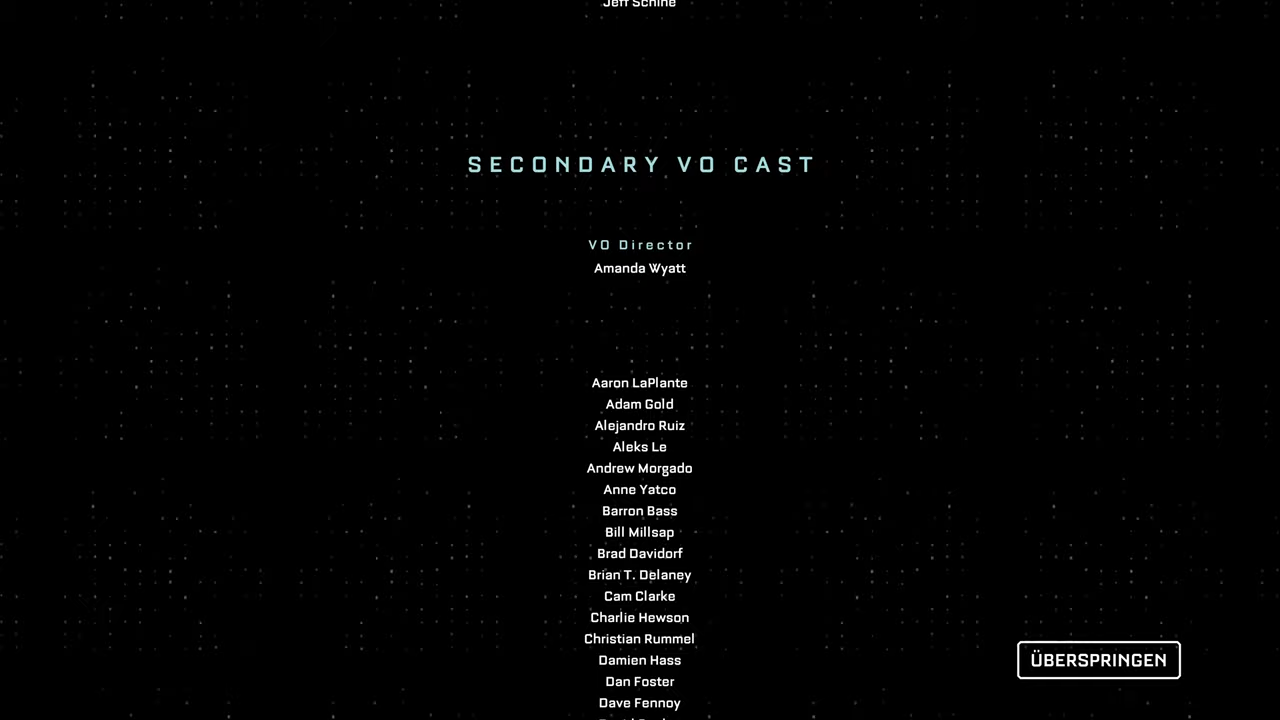 Jeff Schine
SECONDARY VO CAST
VO Director
Amanda Wyatt
Aaron LaPlante
Adam Gold
Alejandro Ruiz
Aleks Le
Andrew Morgado
Anne Yatco
Barron Bass
Bill Millsap
Brad Davidorf
Brian T. Delaney
Cam Clarke
Charlie Hewson
Christian Rummel
Damien Hass
Dan Foster
Dave Fennoy
ÜBERSPRINGEN